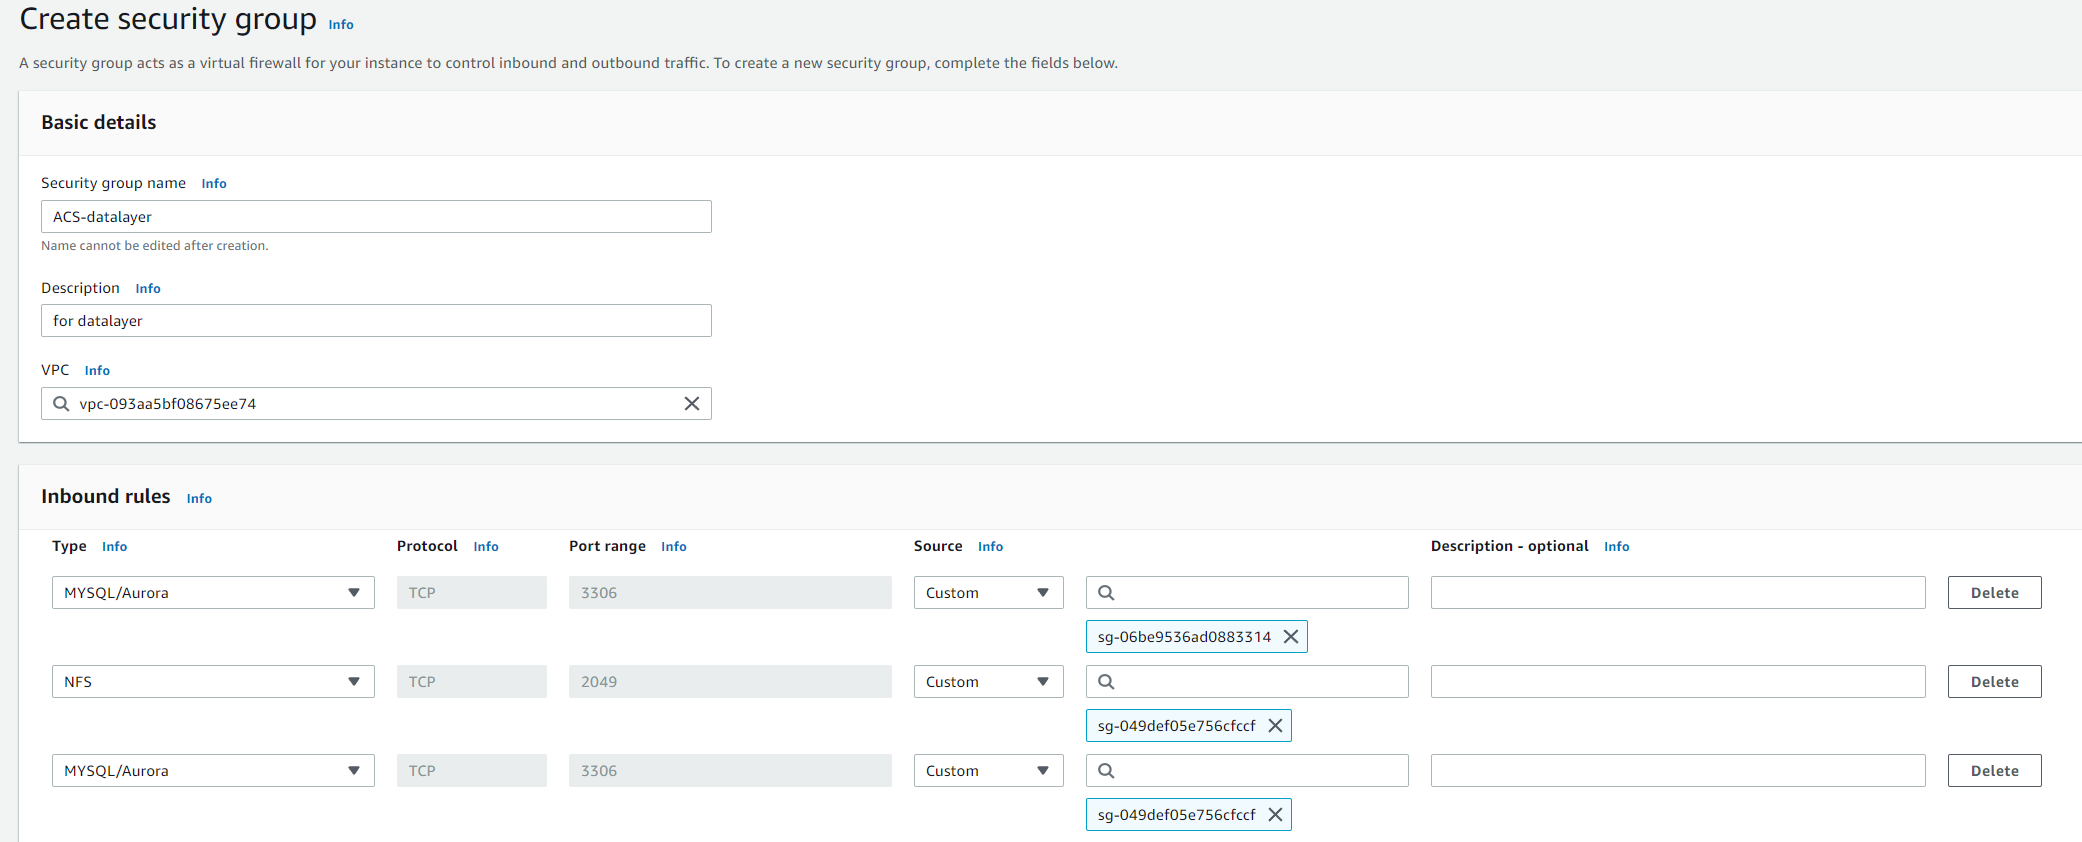 Create security group Info
A security group acts as a virtual firewall for your instance to control inbound and outbound traffic. To create a new security group, complete the fields below.
Basic details
Security group name Info
ACS-datalayer
Name cannot be edited after creation.
Description Info
for datalayer
VPC Info
vpc-093aa5bf08675ee74
Inbound rules Info
Type Info Protocol Info Port range Info Source Info Description - optional Info
MYSQL/Aurora TCP 3306 Custom Delete
sg-06be9536ad0883314
NFS TCP 2049 Custom Delete
sg-049def05e756cfccf
MYSQL/Aurora TCP 3306 Custom Delete
sg-049def05e756cfccf